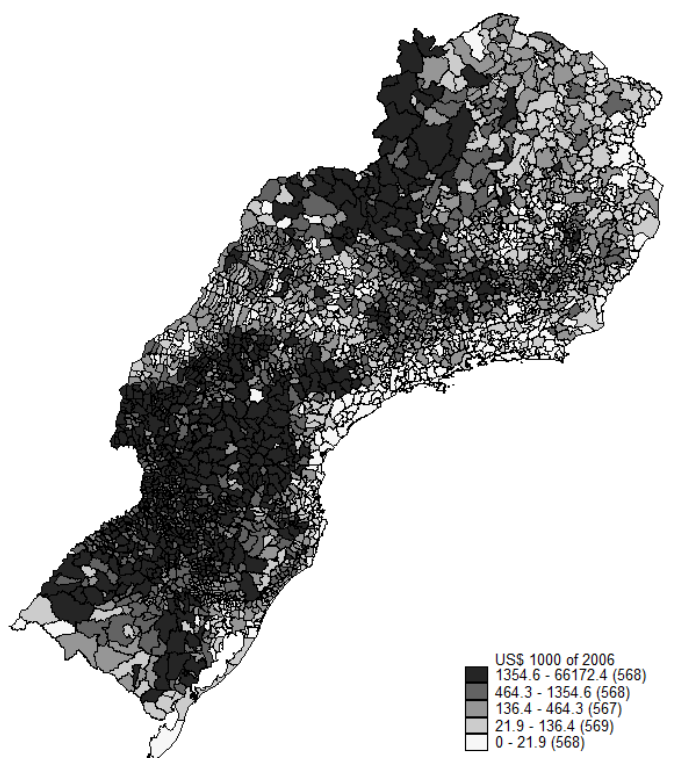 US$ 1000 of 2006
1354.6 - 66172.4 (568)
464.3 - 1354.6 (568)
136.4 - 464.3 (567)
21.9 - 136.4 (569)
0 - 21.9 (568)